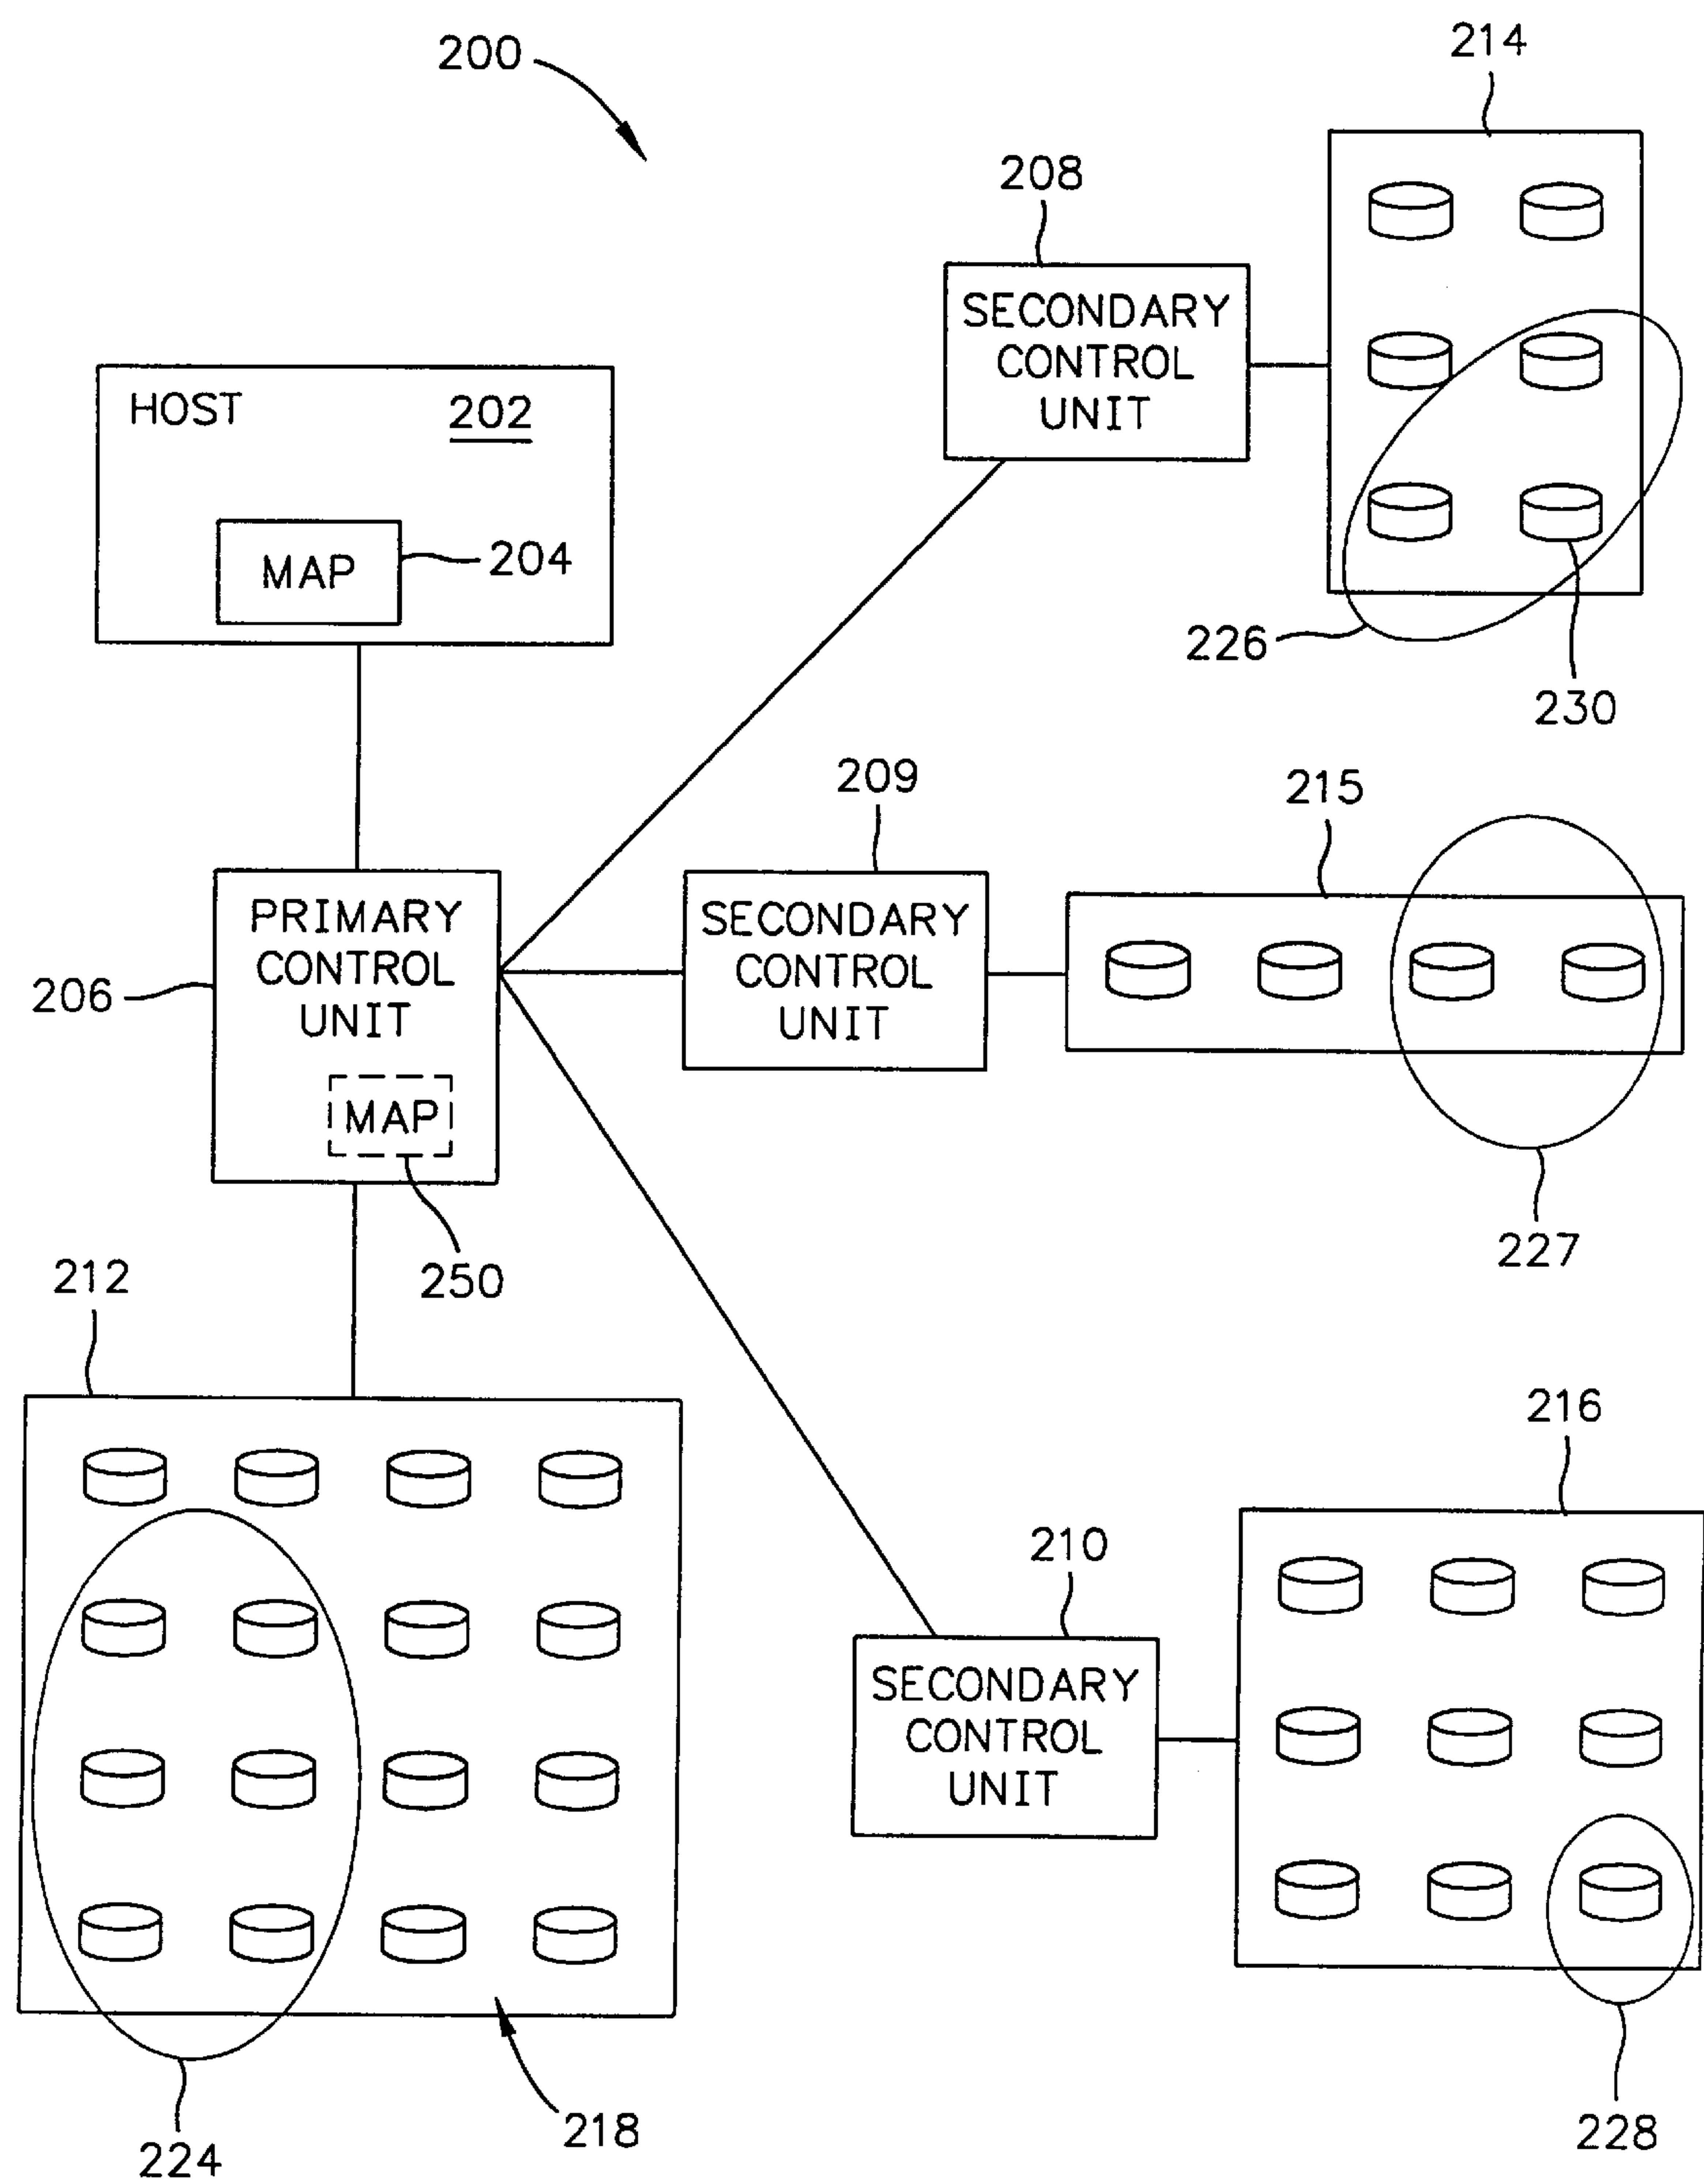 200
214
208
SECONDARY
CONTROL
UNIT
HOST
202
MAP
204
226
230
209
215
PRIMARY
CONTROL
UNIT
206
SECONDARY
CONTROL
UNIT
MAP
250
227
212
216
210
SECONDARY
CONTROL
UNIT
218
224
228